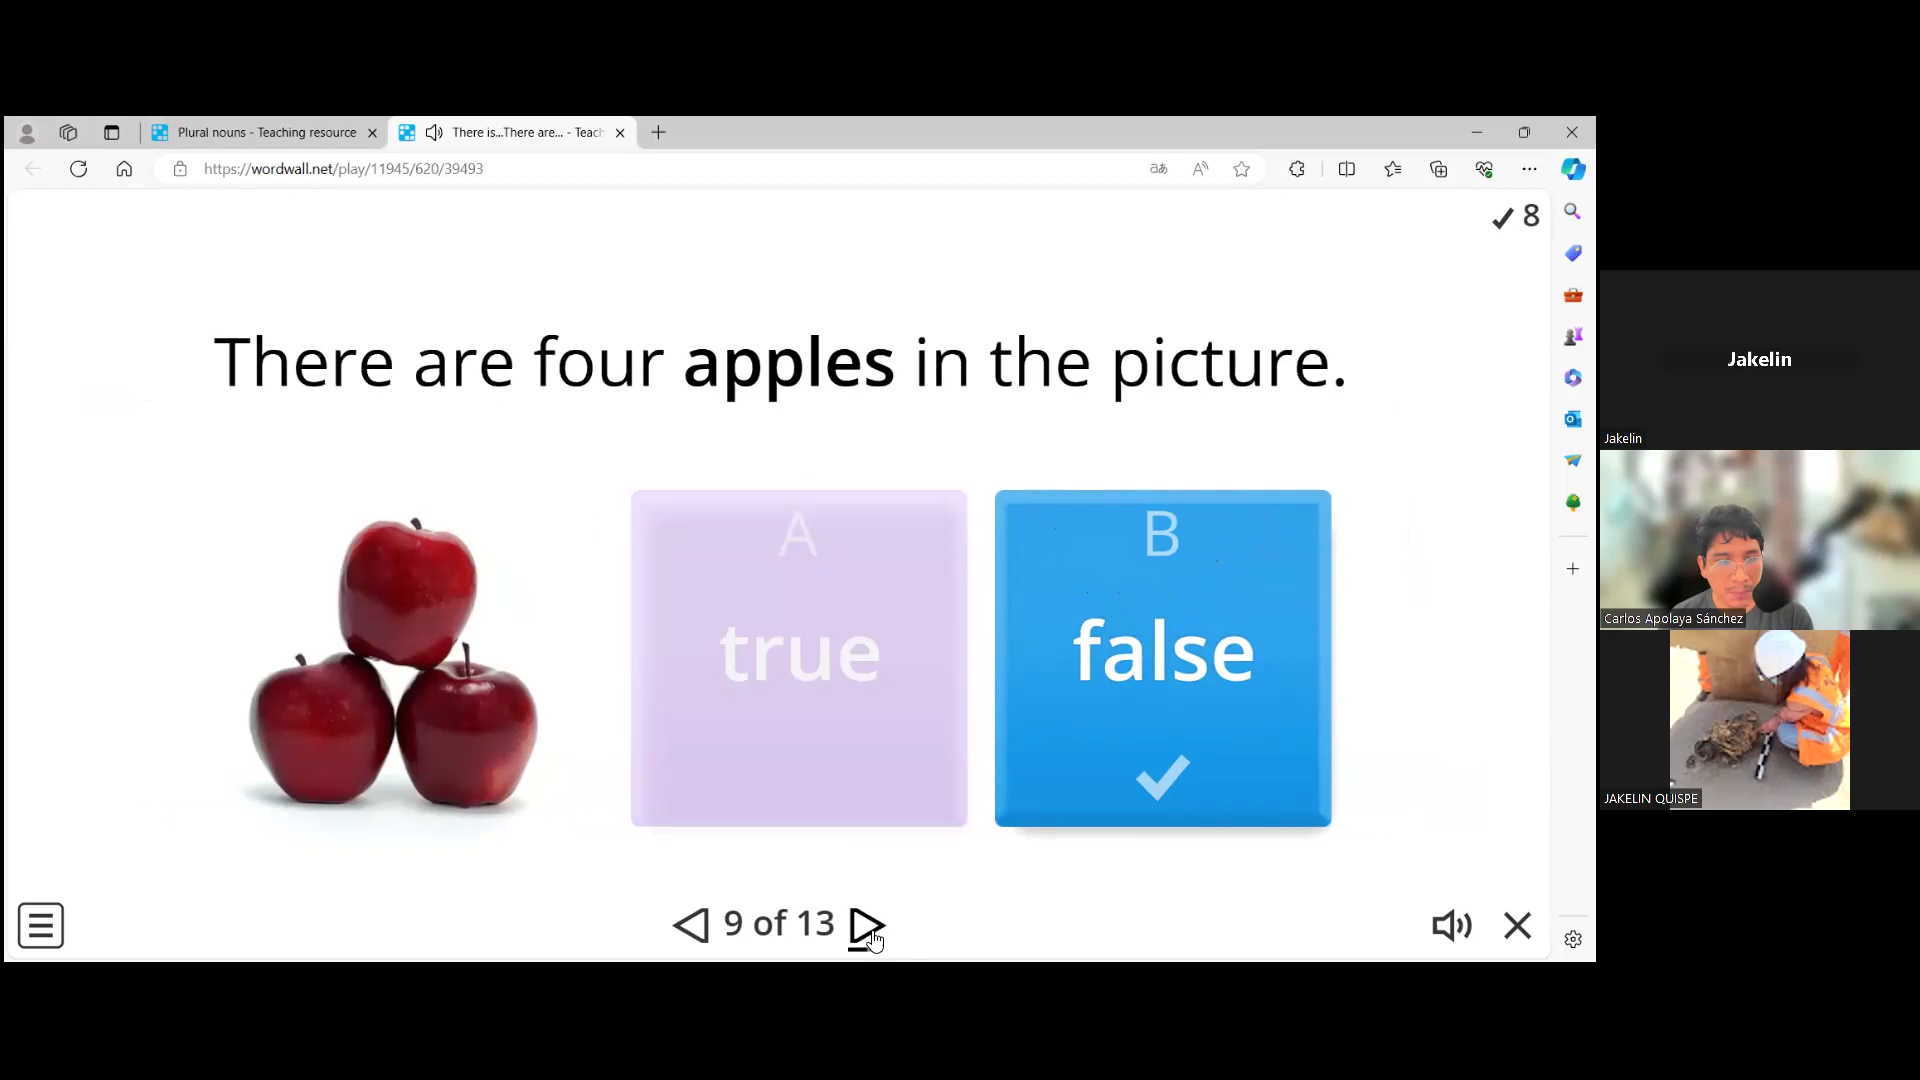 Plural nouns - Teaching resource
There is...There are... - Teach
https://wordwall.net/play/11945/620/39493
8
There are four apples in the picture.
A
true
B
false
9 of 13
Jakelin
Jakelin
Carlos Apolaya Sánchez
JAKELIN QUISPE